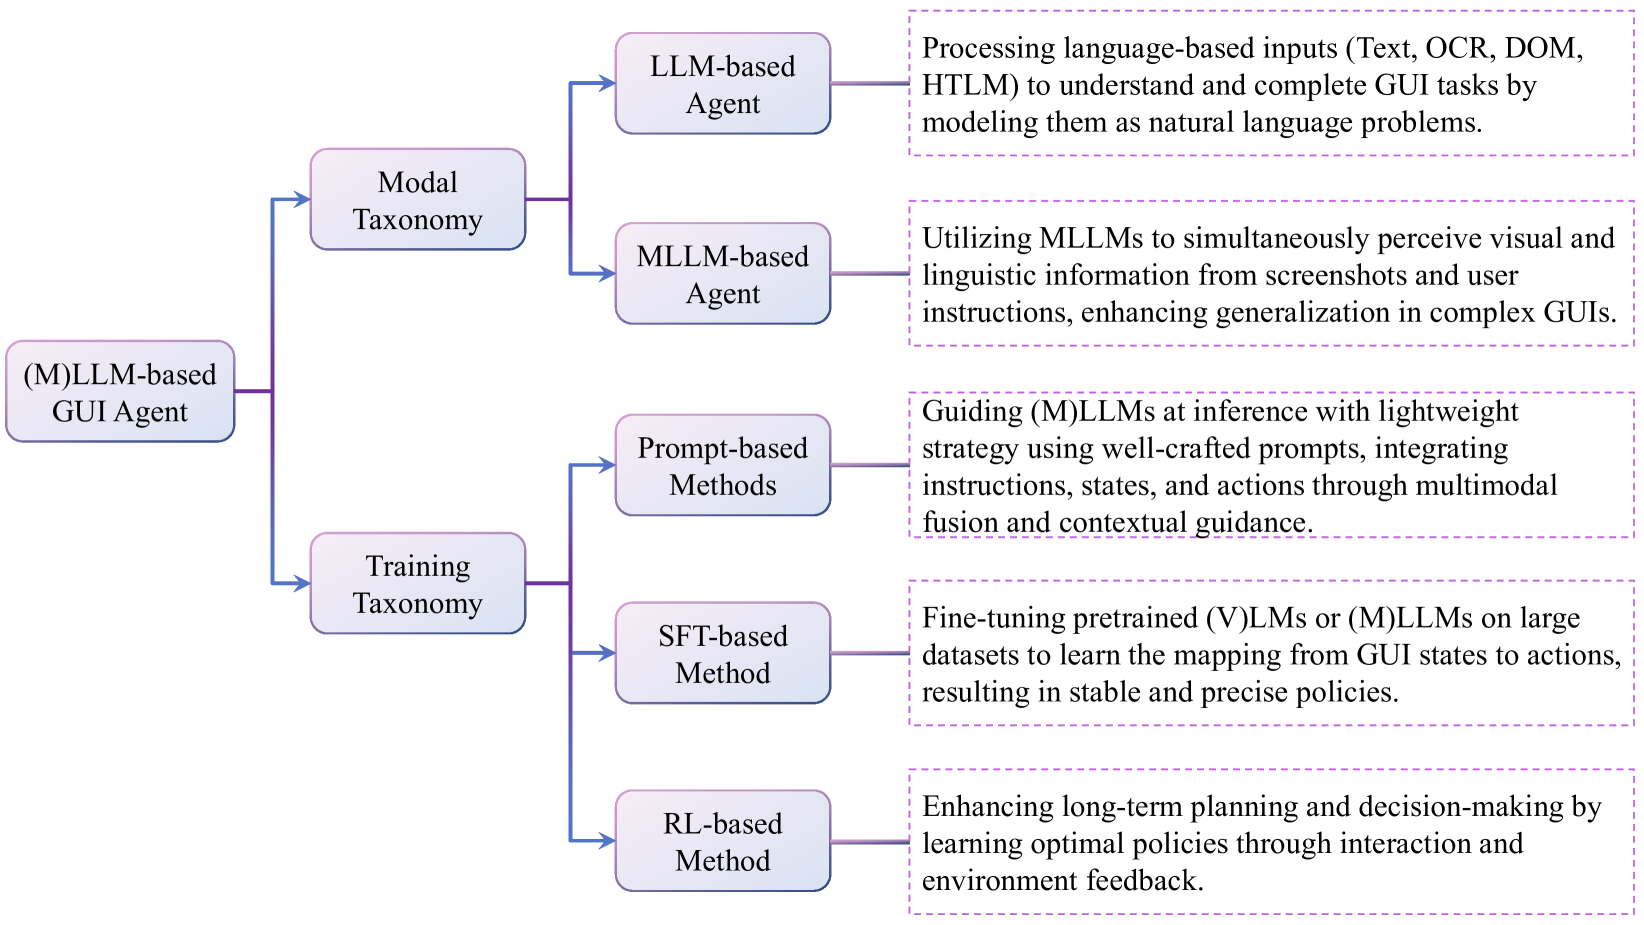 (M)LLM-based
GUI Agent
Modal
Taxonomy
LLM-based
Agent
Processing language-based inputs (Text, OCR, DOM,
HTLM) to understand and complete GUI tasks by
modeling them as natural language problems.
MLLM-based
Agent
Utilizing MLLMs to simultaneously perceive visual and
linguistic information from screenshots and user
instructions, enhancing generalization in complex GUIs.
Training
Taxonomy
Prompt-based
Methods
Guiding (M)LLMs at inference with lightweight
strategy using well-crafted prompts, integrating
instructions, states, and actions through multimodal
fusion and contextual guidance.
SFT-based
Method
Fine-tuning pretrained (V)LMs or (M)LLMs on large
datasets to learn the mapping from GUI states to actions,
resulting in stable and precise policies.
RL-based
Method
Enhancing long-term planning and decision-making by
learning optimal policies through interaction and
environment feedback.